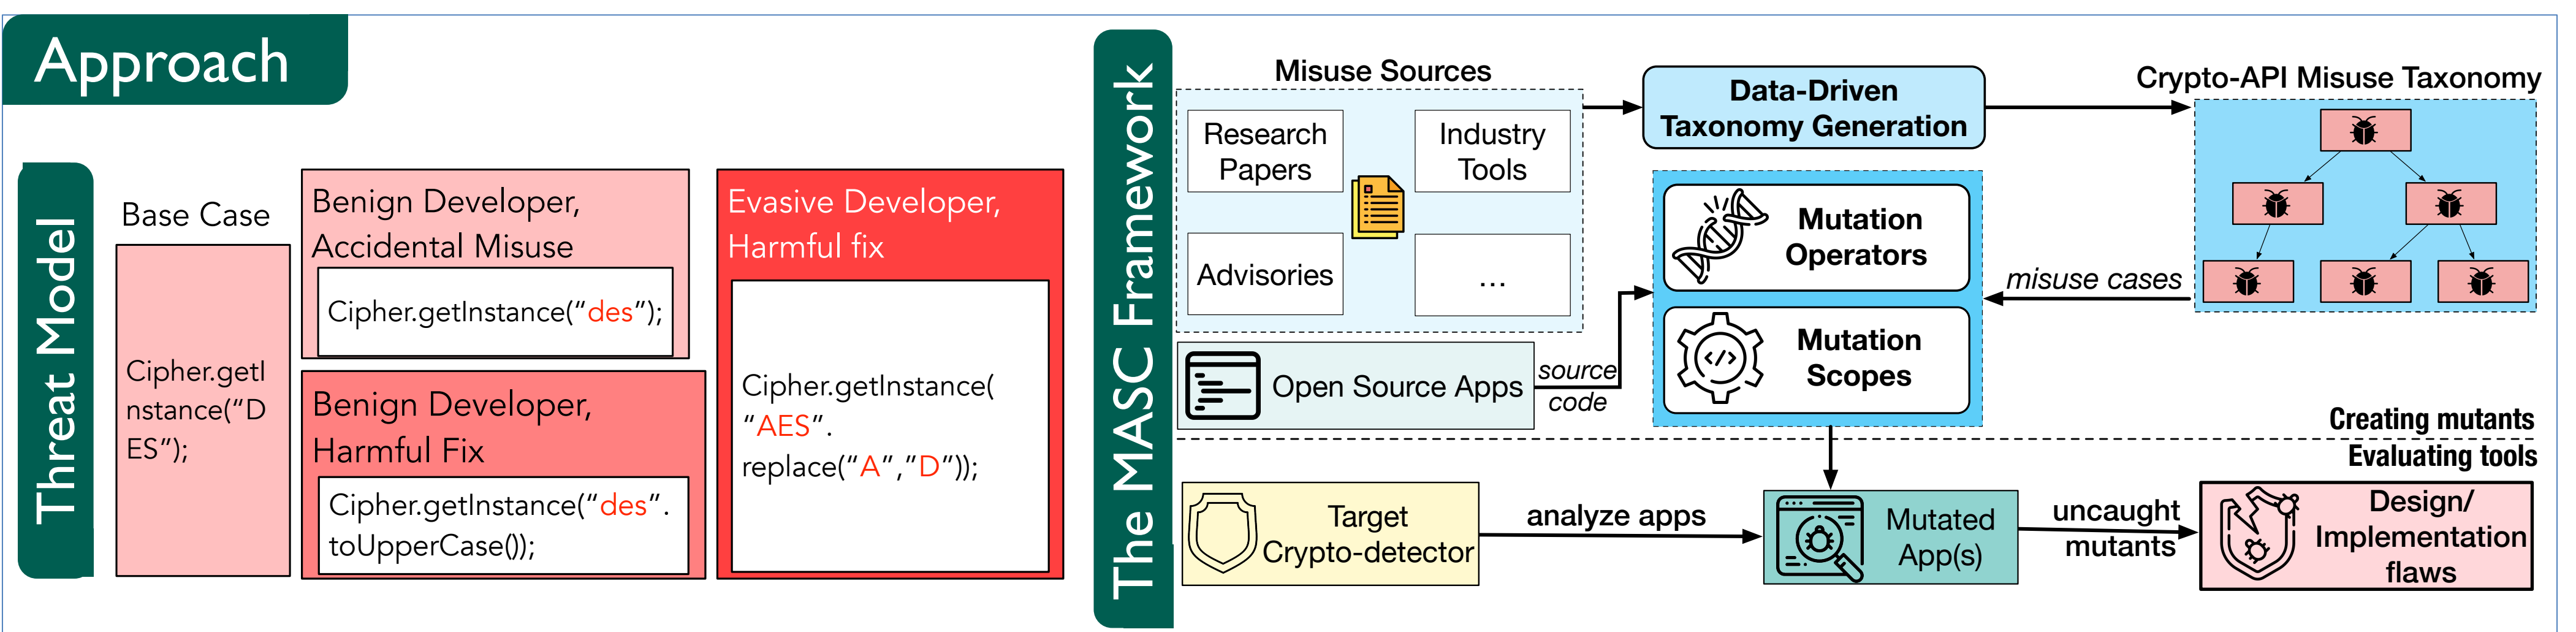 Approach
Threat Model
Base Case
Cipher.getI
nstance(“D
ES”);
Benign Developer,
Accidental Misuse
Cipher.getInstance(“des”);
Benign Developer,
Harmful Fix
Cipher.getInstance(“des”.
toUpperCase());
Evasive Developer,
Harmful fix
Cipher.getInstance(
“AES”.
replace(“A”,”D”));
The MASC Framework
Misuse Sources
Research
Papers
Industry
Tools
Advisories
...
Open Source Apps
source
code
Data-Driven
Taxonomy Generation
Crypto-API Misuse Taxonomy
Mutation
Operators
Mutation
Scopes
misuse cases
Creating mutants
Evaluating tools
Target
Crypto-detector
analyze apps
Mutated
App(s)
uncaught
mutants
Design/
Implementation
flaws